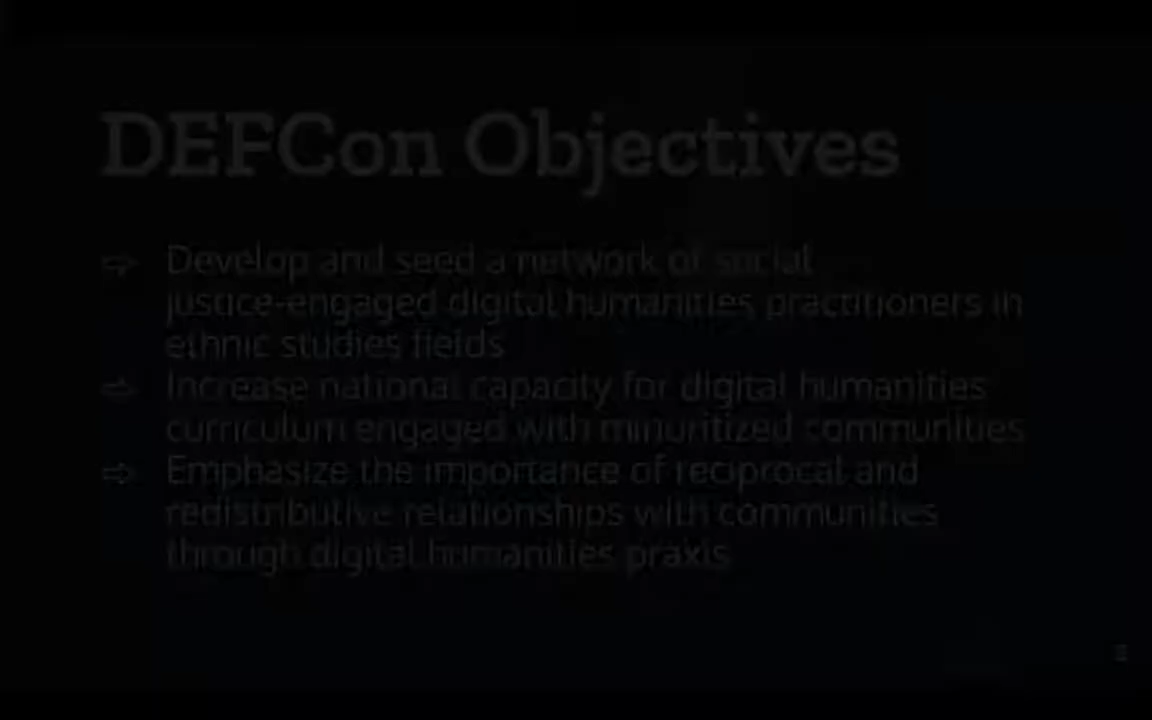 DEFCon Objectives
⇨ Develop and seed a network of social
justice-engaged digital humanities practitioners in
ethnic studies fields
⇨ Increase national capacity for digital humanities
curriculum engaged with minoritized communities
⇨ Emphasize the importance of reciprocal and
redistributive relationships with communities
through digital humanities praxis